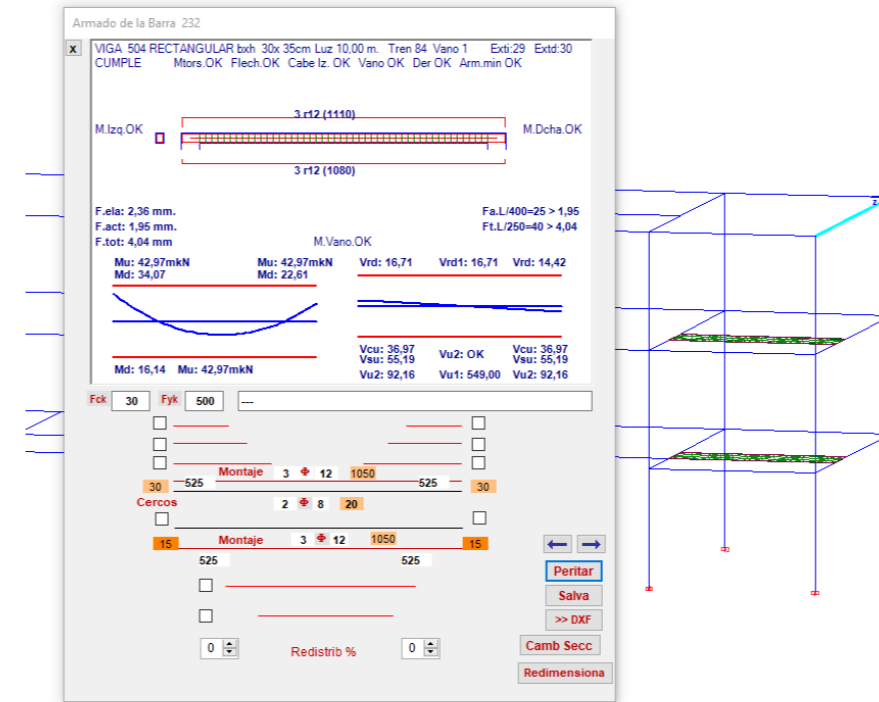 Armado de la Barra 232
x
VIGA 504 RECTANGULAR bxh 30x 35cm Luz 10,00 m. Tren 84 Vano 1 Exti:29 Extd:30
CUMPLE Mtors.OK Flech.OK Cabe Iz. OK Vano OK Der OK Arm.min OK
3 r12 (1110)
M.Izq.OK M.Dcha.OK
3 r12 (1080)
F.ela: 2,36 mm. Fa.L/400=25 > 1,95
F.act: 1,95 mm. Ft.L/250=40 > 4,04
F.tot: 4,04 mm M.Vano.OK
Mu: 42,97mkN Mu: 42,97mkN Vrd: 16,71 Vrd1: 16,71 Vrd: 14,42
Md: 34,07 Md: 22,61
Vcu: 36,97 Vcu: 36,97
Vsu: 55,19 Vu2: OK Vsu: 55,19
Md: 16,14 Mu: 42,97mkN Vu2: 92,16 Vu1: 549,00 Vu2: 92,16
Fck 30 Fyk 500 ---
Montaje 3 Φ 12 1050
525 525
30 30
Cercos 2 Φ 8 20
15 Montaje 3 Φ 12 1050 15
525 525
Peritar
Salva
>> DXF
0 Redistrib % 0 Camb Secc
Redimensiona
z